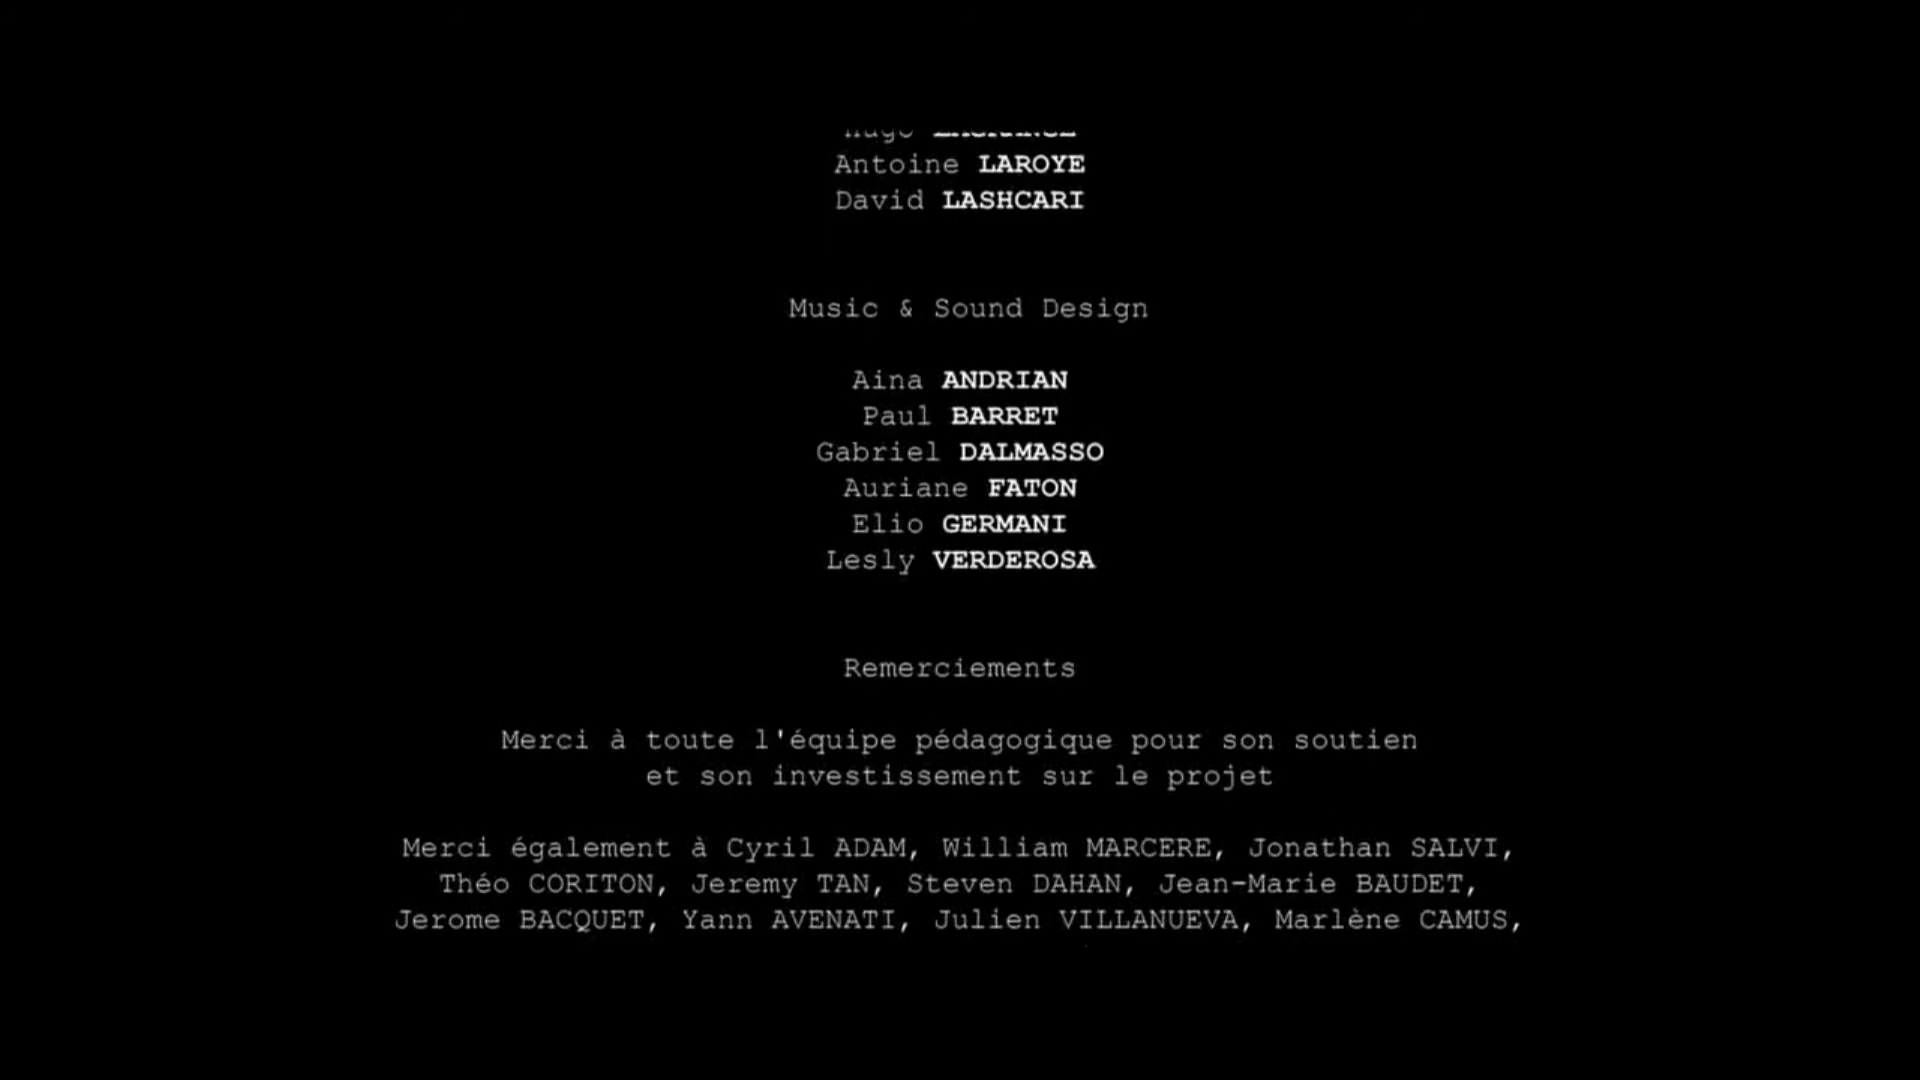 Antoine LAROYE
David LASHCARI
Music & Sound Design
Aina ANDRIAN
Paul BARRET
Gabriel DALMASSO
Auriane FATON
Elio GERMANI
Lesly VERDEROSA
Remerciements
Merci à toute l'équipe pédagogique pour son soutien
et son investissement sur le projet
Merci également à Cyril ADAM, William MARCERE, Jonathan SALVI,
Théo CORITON, Jeremy TAN, Steven DAHAN, Jean-Marie BAUDET,
Jerome BACQUET, Yann AVENATI, Julien VILLANUEVA, Marlène CAMUS,